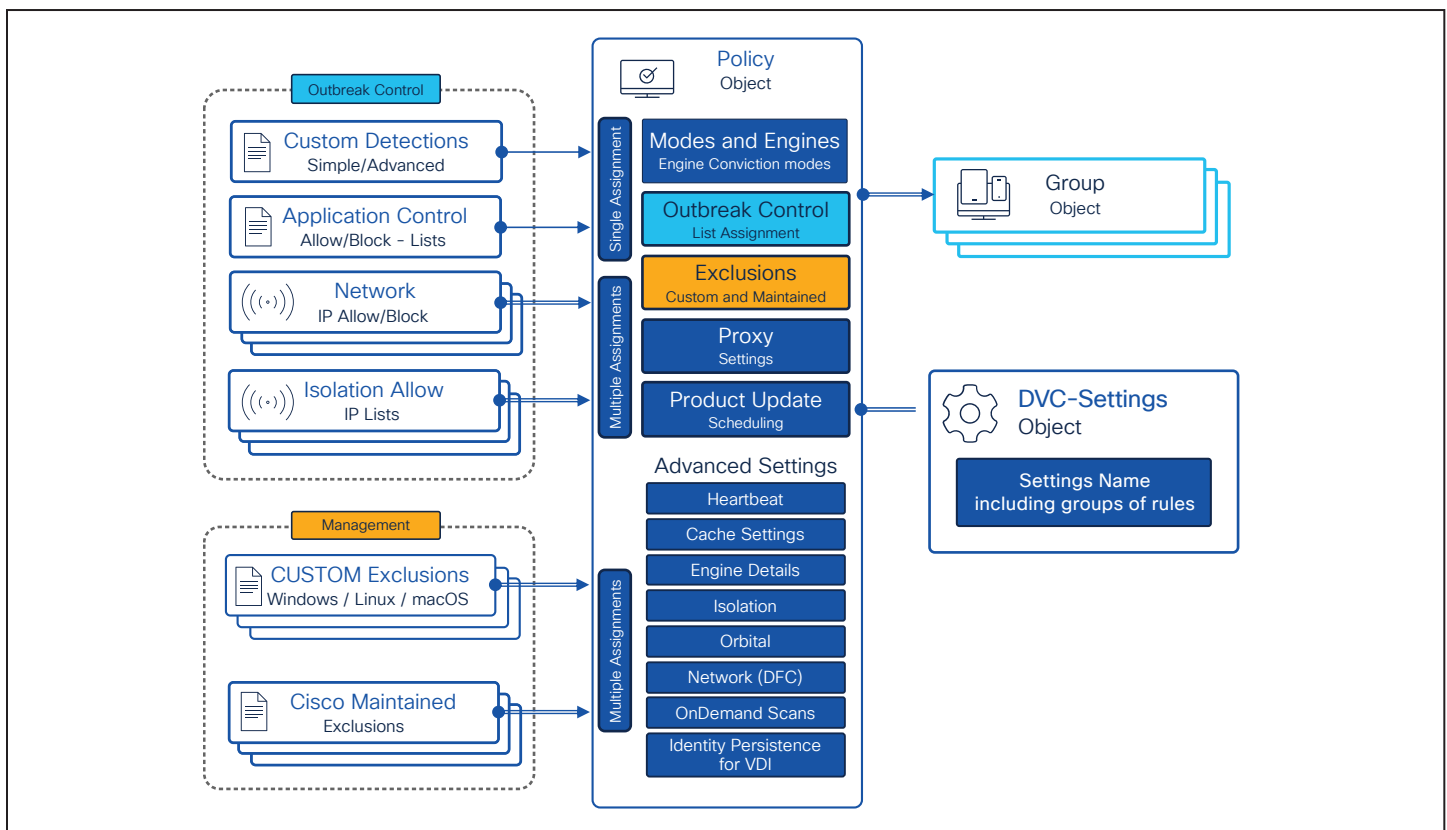 Outbreak Control
Custom Detections
Simple/Advanced
Application Control
Allow/Block - Lists
Network
IP Allow/Block
Isolation Allow
IP Lists
Management
CUSTOM Exclusions
Windows / Linux / macOS
Cisco Maintained
Exclusions
Policy
Object
Single Assignment
Multiple Assignments
Multiple Assignments
Modes and Engines
Engine Conviction modes
Outbreak Control
List Assignment
Exclusions
Custom and Maintained
Proxy
Settings
Product Update
Scheduling
Advanced Settings
Heartbeat
Cache Settings
Engine Details
Isolation
Orbital
Network (DFC)
OnDemand Scans
Identity Persistence
for VDI
Group
Object
DVC-Settings
Object
Settings Name
including groups of rules